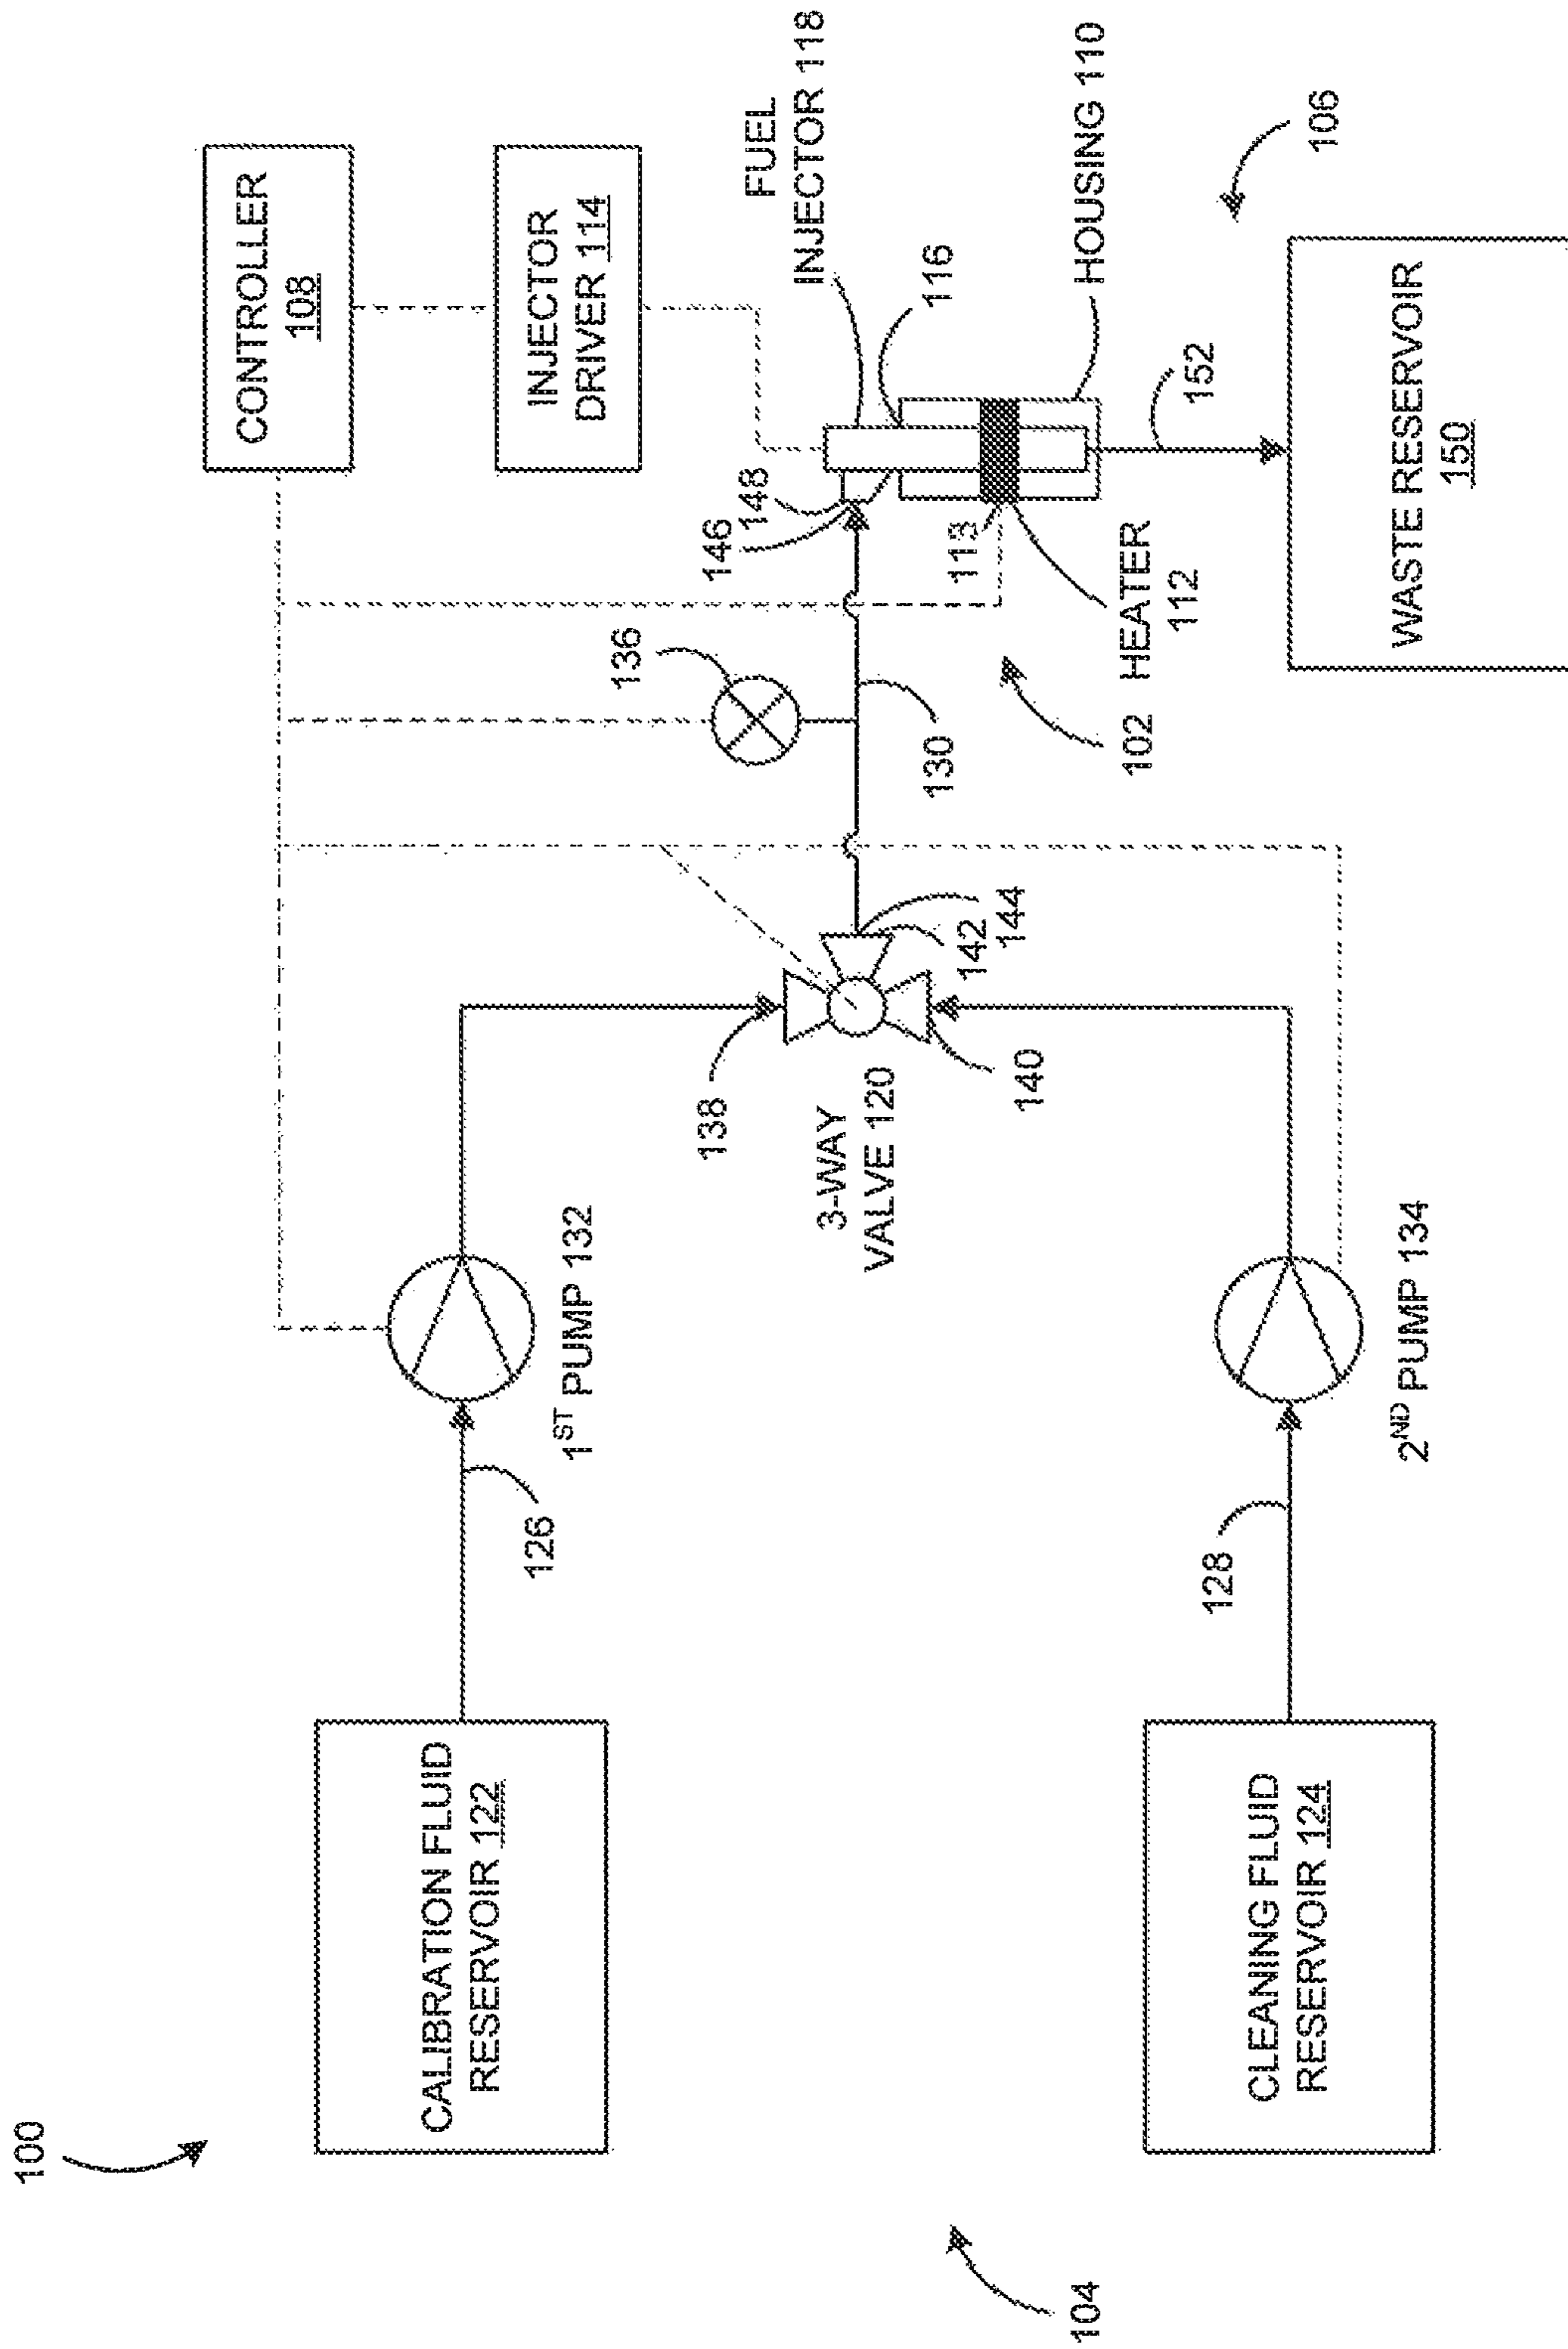 100
CONTROLLER
108
INJECTOR
DRIVER 114
FUEL
INJECTOR 118
136
146
148
116
1ST PUMP 132
138
126
CALIBRATION FLUID
RESERVOIR 122
3-WAY
VALVE 120
142
144
130
113
HOUSING 110
140
102
HEATER
112
152
106
104
128
CLEANING FLUID
RESERVOIR 124
2ND PUMP 134
WASTE RESERVOIR
150